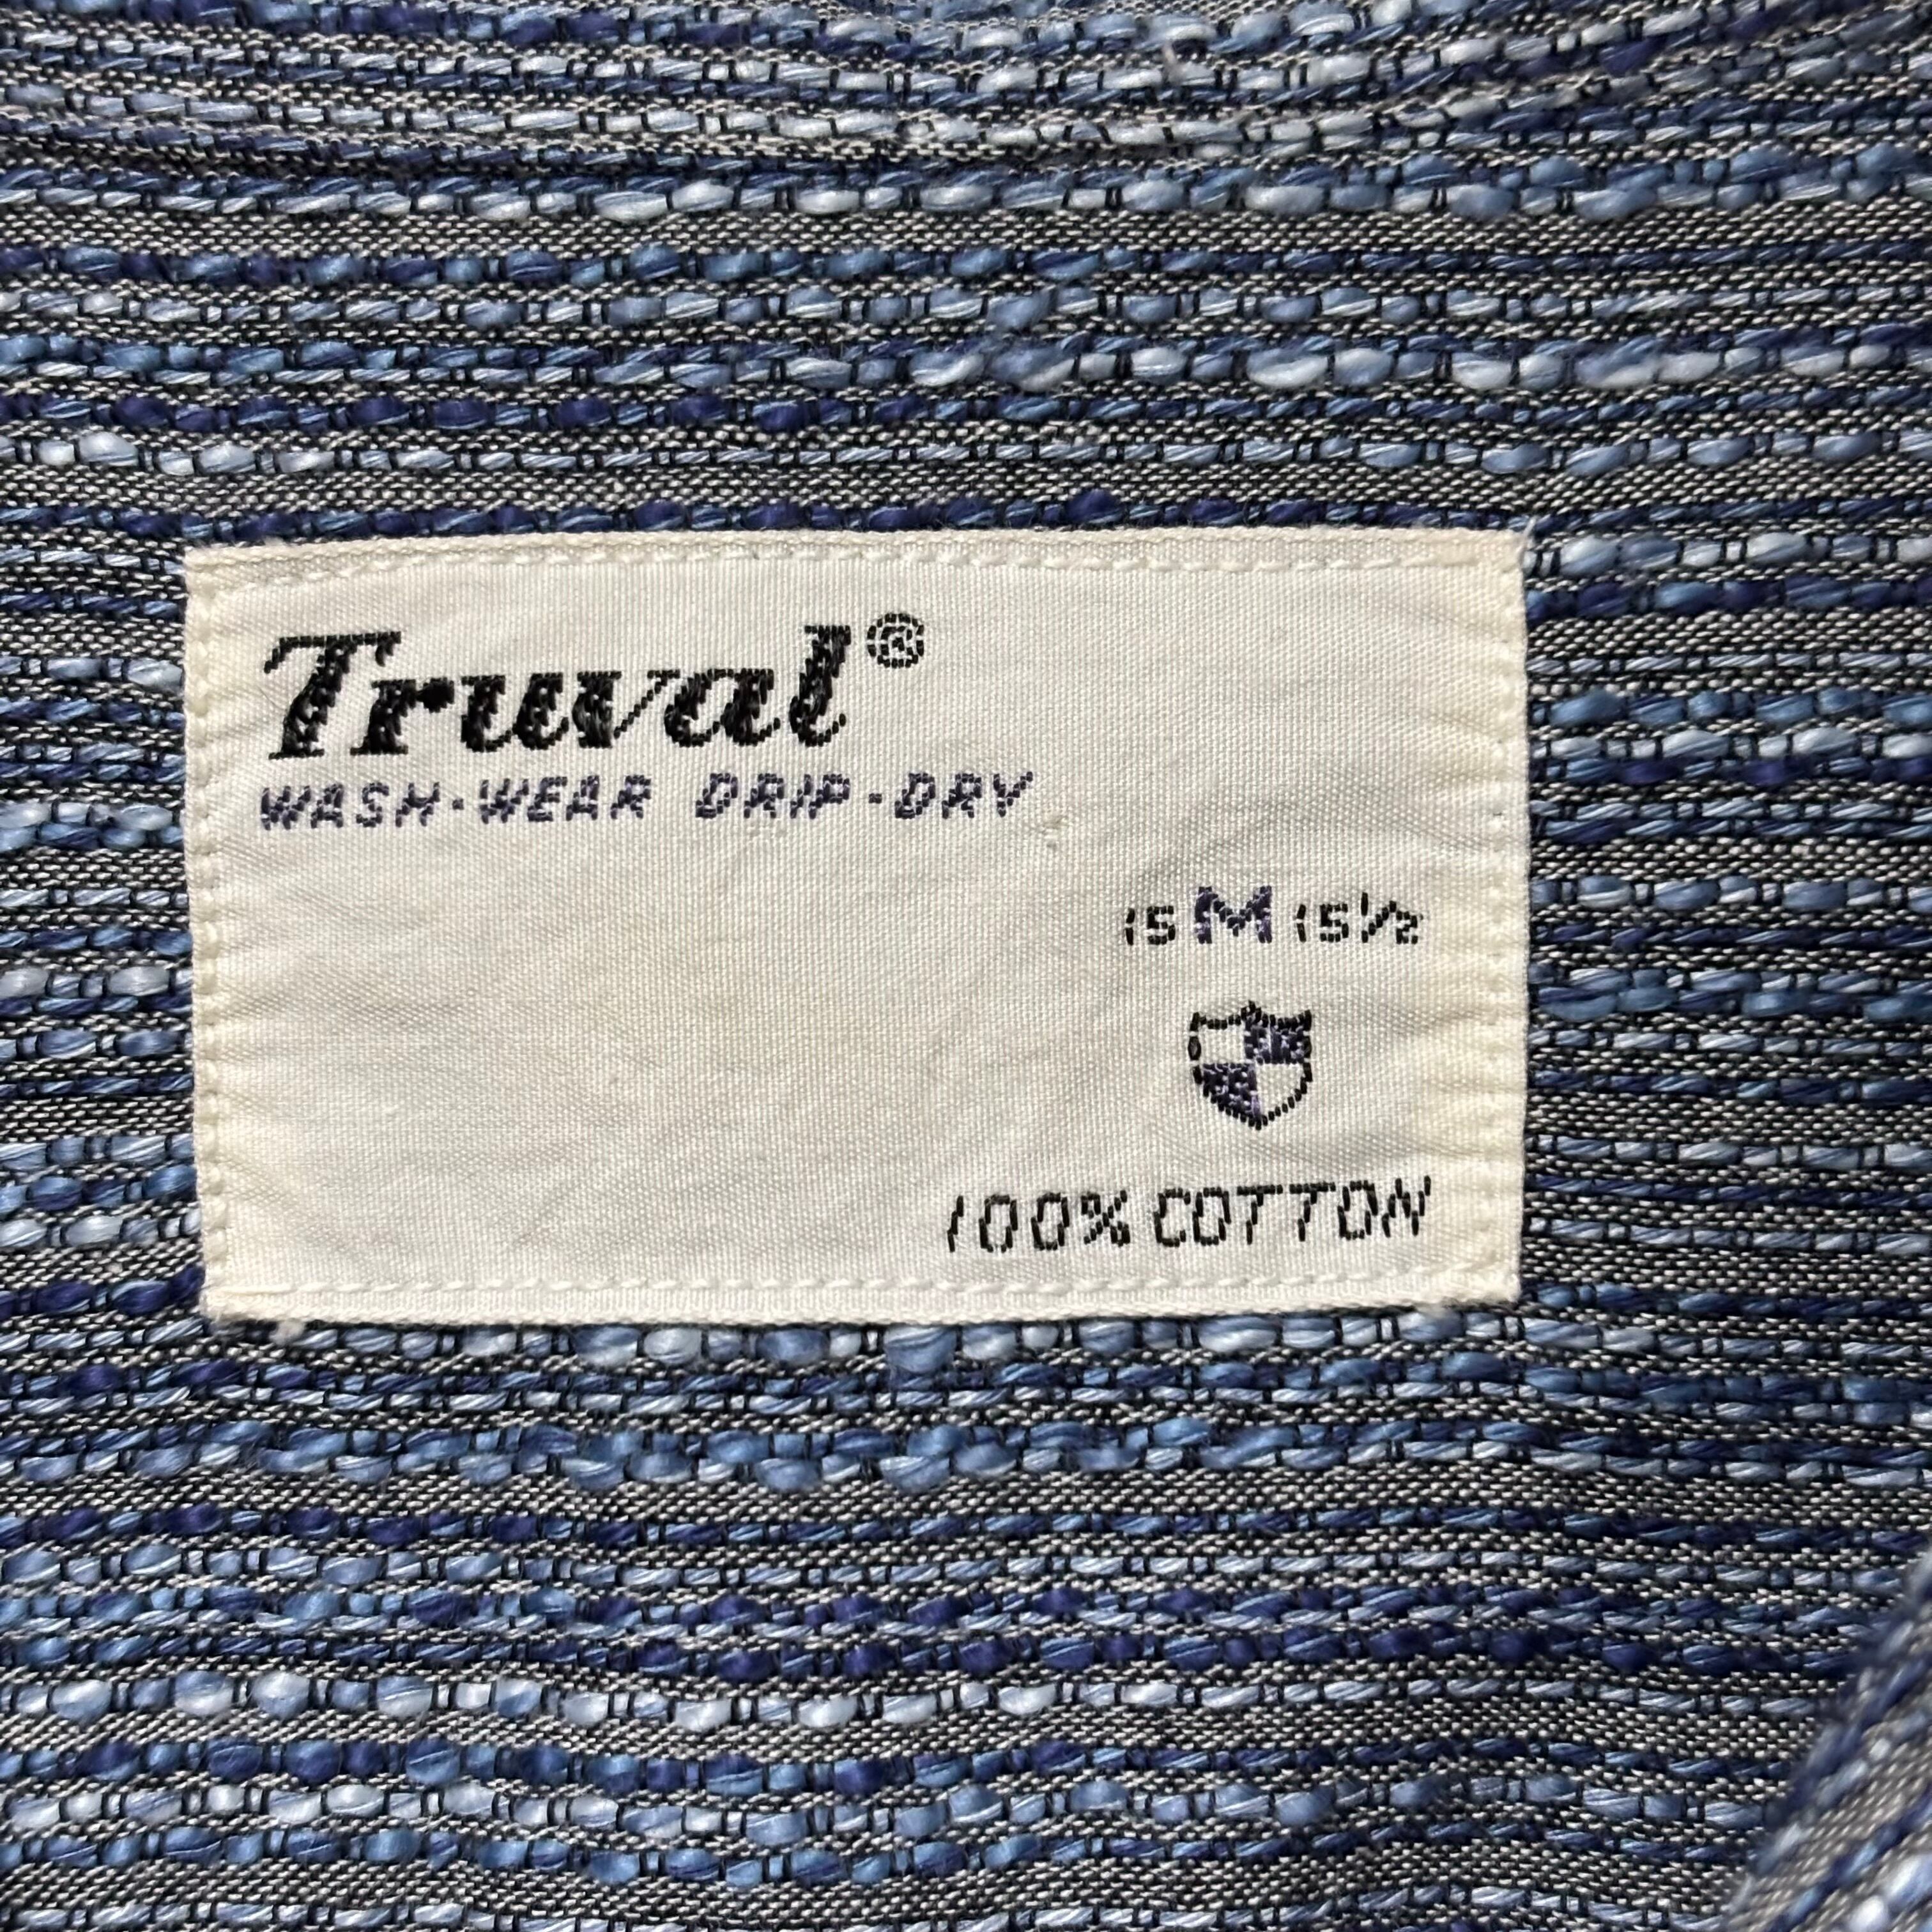 Truval®
WASH·WEAR DRIP·DRY
15 M 15½
100% COTTON